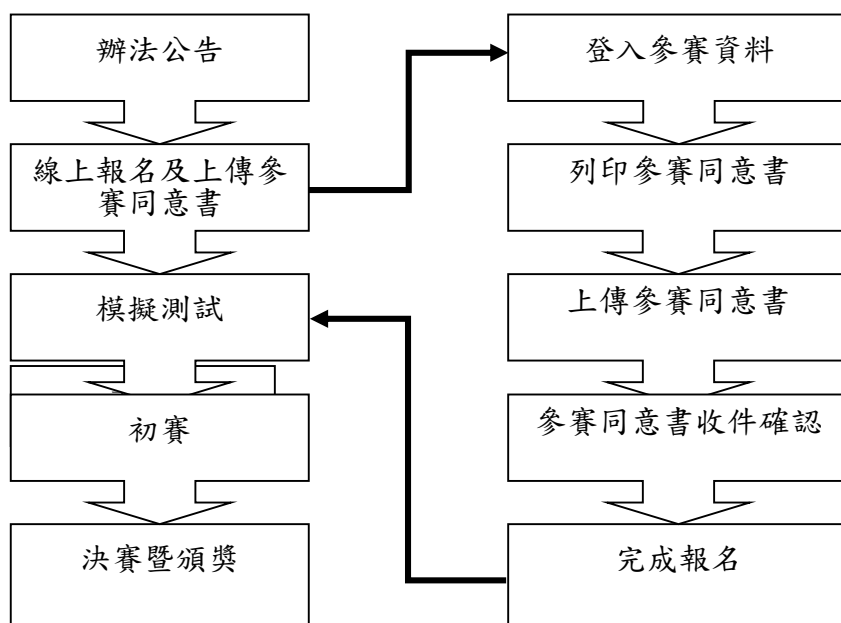 辦法公告
線上報名及上傳參
賽同意書
模擬測試
初賽
決賽暨頒獎
登入參賽資料
列印參賽同意書
上傳參賽同意書
參賽同意書收件確認
完成報名